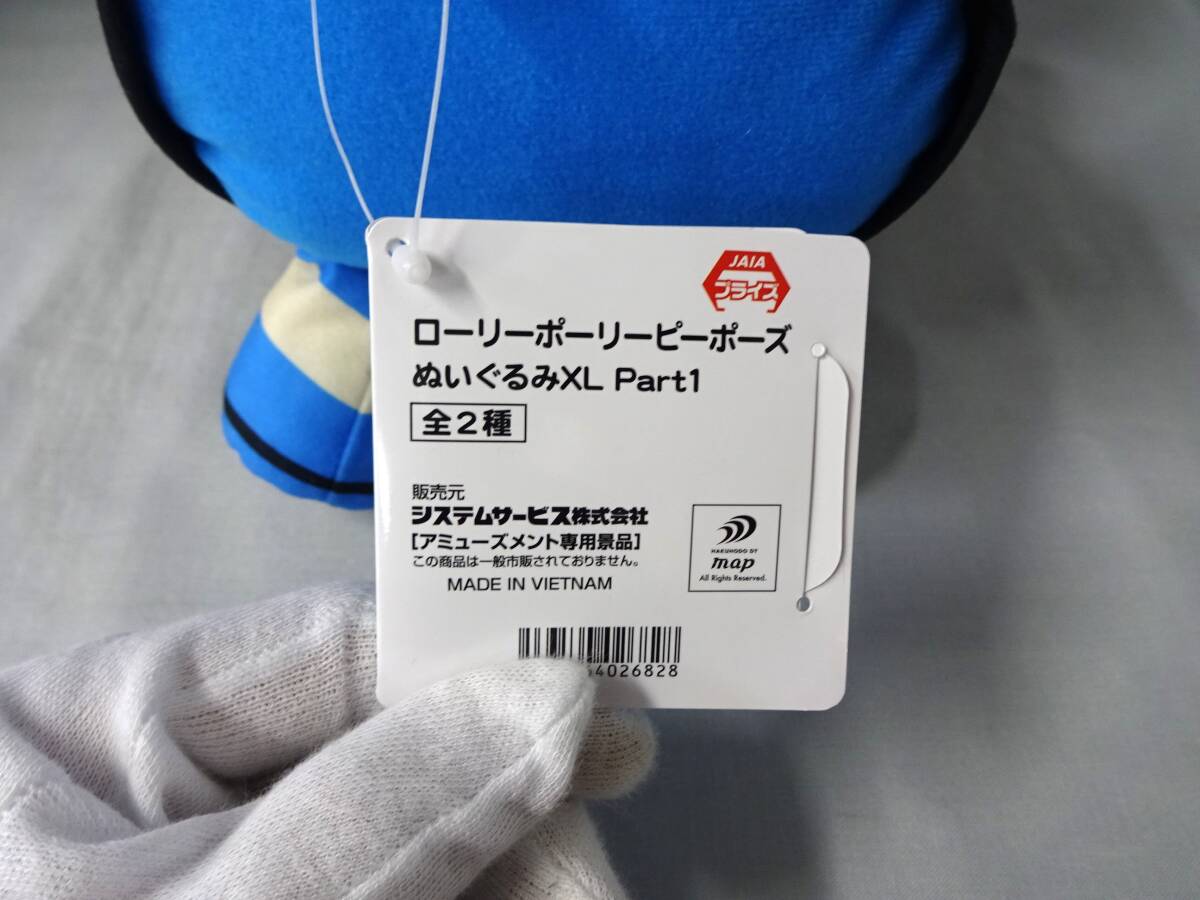 JAIA
プライズ
ローリーポーリーピーポーズ
ぬいぐるみXL Part1
全2種
販売元
システムサービス株式会社
[アミューズメント専用景品]
この商品は一般市販されておりません。
MADE IN VIETNAM
HAKUHODO DY
map
All Rights Reserved.
4026828